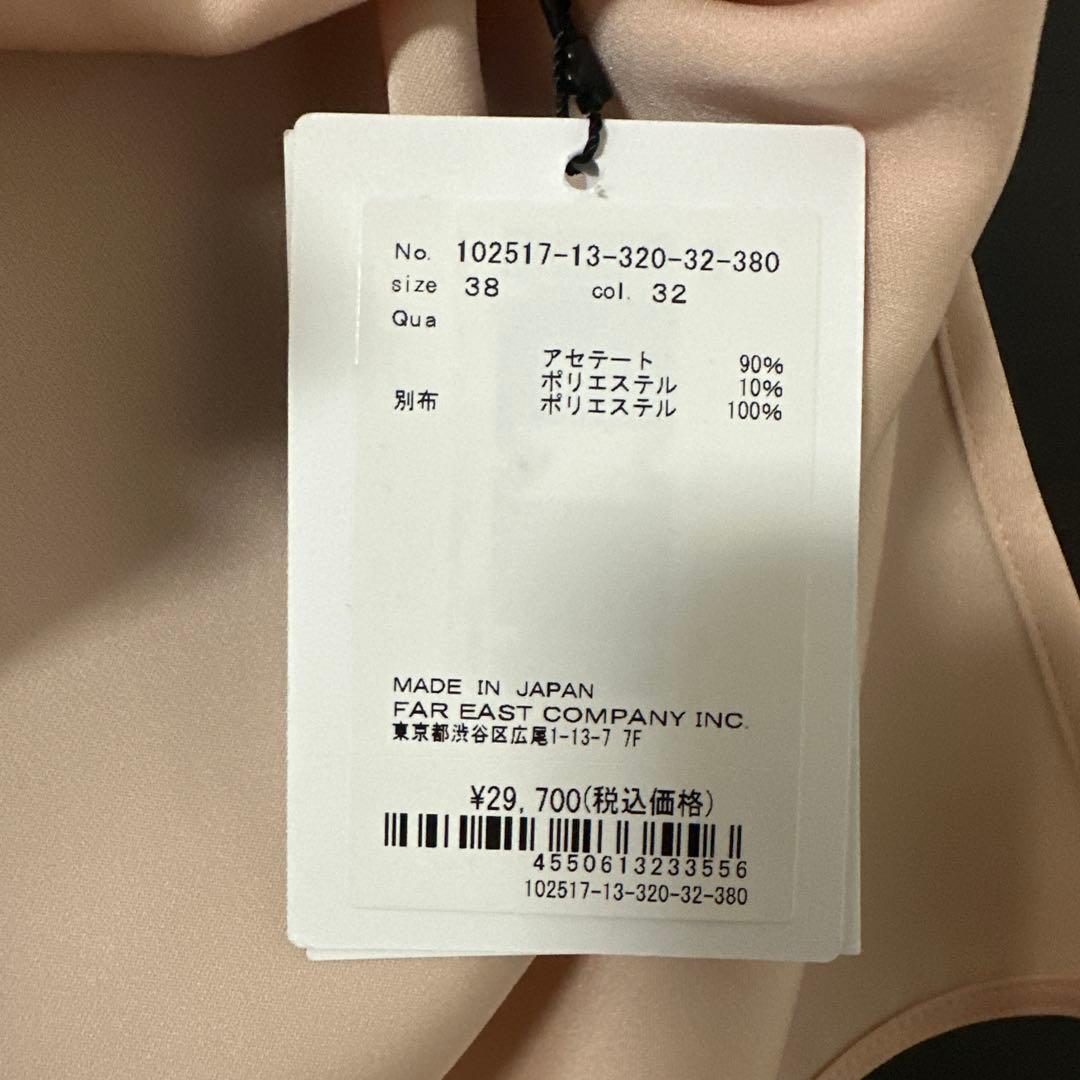 No. 102517-13-320-32-380
size 38 col. 32
Qua
アセテート 90%
ポリエステル 10%
別布 ポリエステル 100%
MADE IN JAPAN
FAR EAST COMPANY INC.
東京都渋谷区広尾1-13-7 7F
¥29,700(税込価格)
4550613233556
102517-13-320-32-380